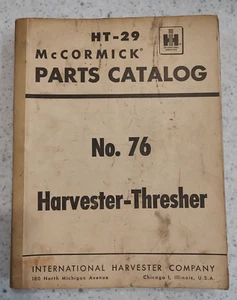 HT-29
McCORMICK®
PARTS CATALOG
No. 76
Harvester-Thresher
INTERNATIONAL HARVESTER COMPANY
180 North Michigan Avenue Chicago 1, Illinois, U.S.A.